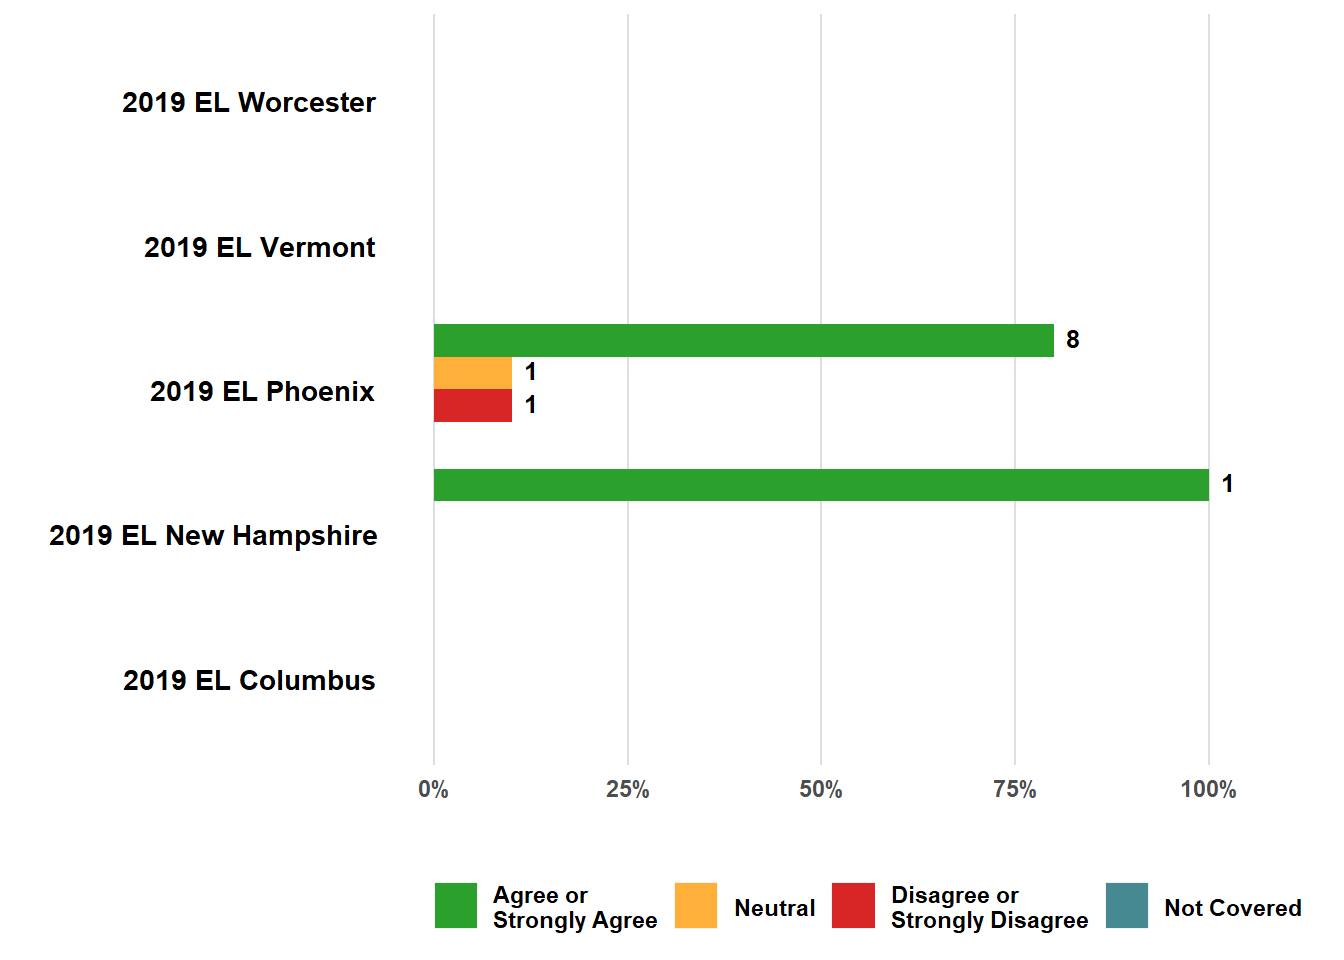 2019 EL Worcester
2019 EL Vermont
8
1
2019 EL Phoenix
1
1
2019 EL New Hampshire
2019 EL Columbus
0% 25% 50% 75% 100%
Agree or
Strongly Agree
Neutral
Disagree or
Strongly Disagree
Not Covered